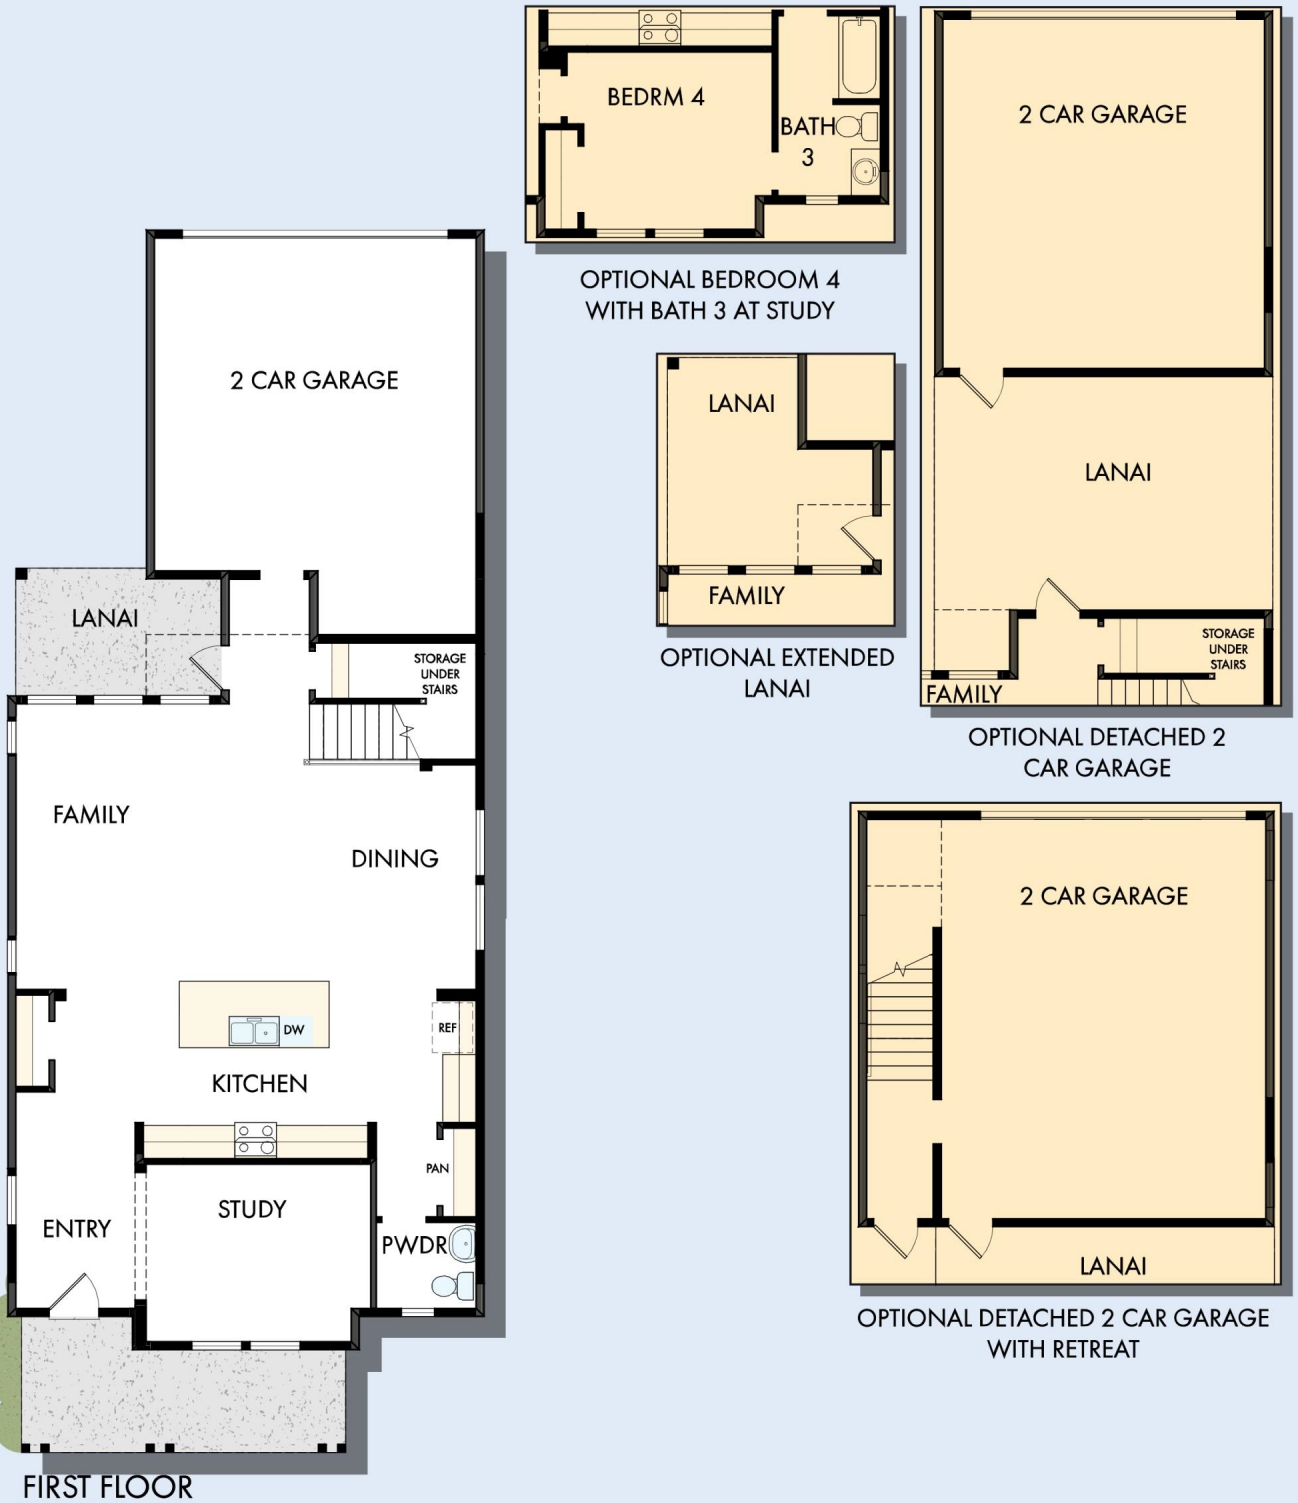 BEDRM 4
BATH
3
OPTIONAL BEDROOM 4
WITH BATH 3 AT STUDY
2 CAR GARAGE
LANAI
STORAGE
UNDER
STAIRS
FAMILY
OPTIONAL DETACHED 2
CAR GARAGE
LANAI
FAMILY
OPTIONAL EXTENDED
LANAI
2 CAR GARAGE
LANAI
STORAGE
UNDER
STAIRS
FAMILY
DINING
DW
REF
KITCHEN
PAN
STUDY
ENTRY
PWDR
FIRST FLOOR
2 CAR GARAGE
LANAI
OPTIONAL DETACHED 2 CAR GARAGE
WITH RETREAT